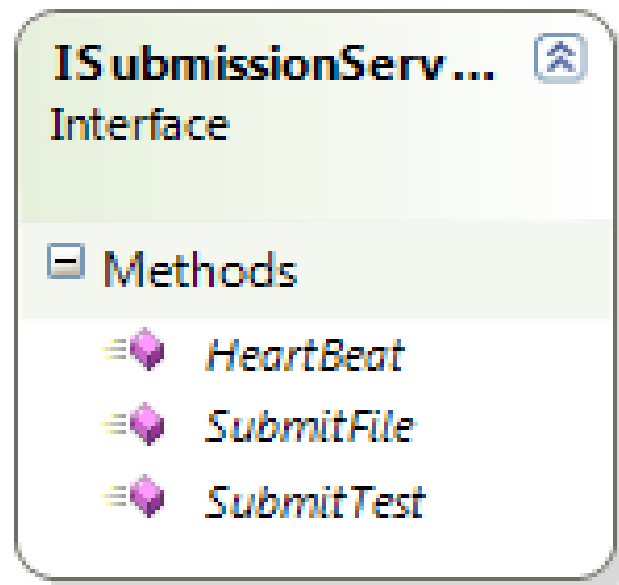 ISubmissionServ...
Interface
Methods
HeartBeat
SubmitFile
SubmitTest